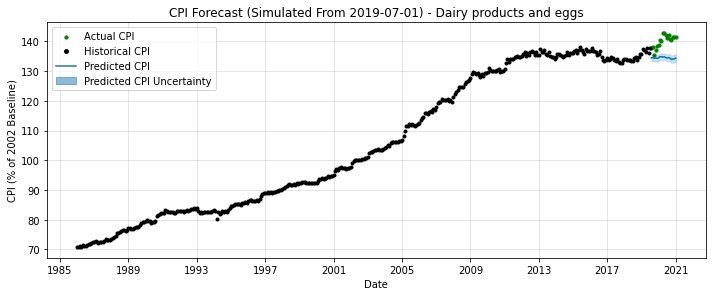 CPI Forecast (Simulated From 2019-07-01) - Dairy products and eggs
Actual CPI
Historical CPI
Predicted CPI
Predicted CPI Uncertainty
CPI (% of 2002 Baseline)
140
130
120
110
100
90
80
70
1985 1989 1993 1997 2001 2005 2009 2013 2017 2021
Date